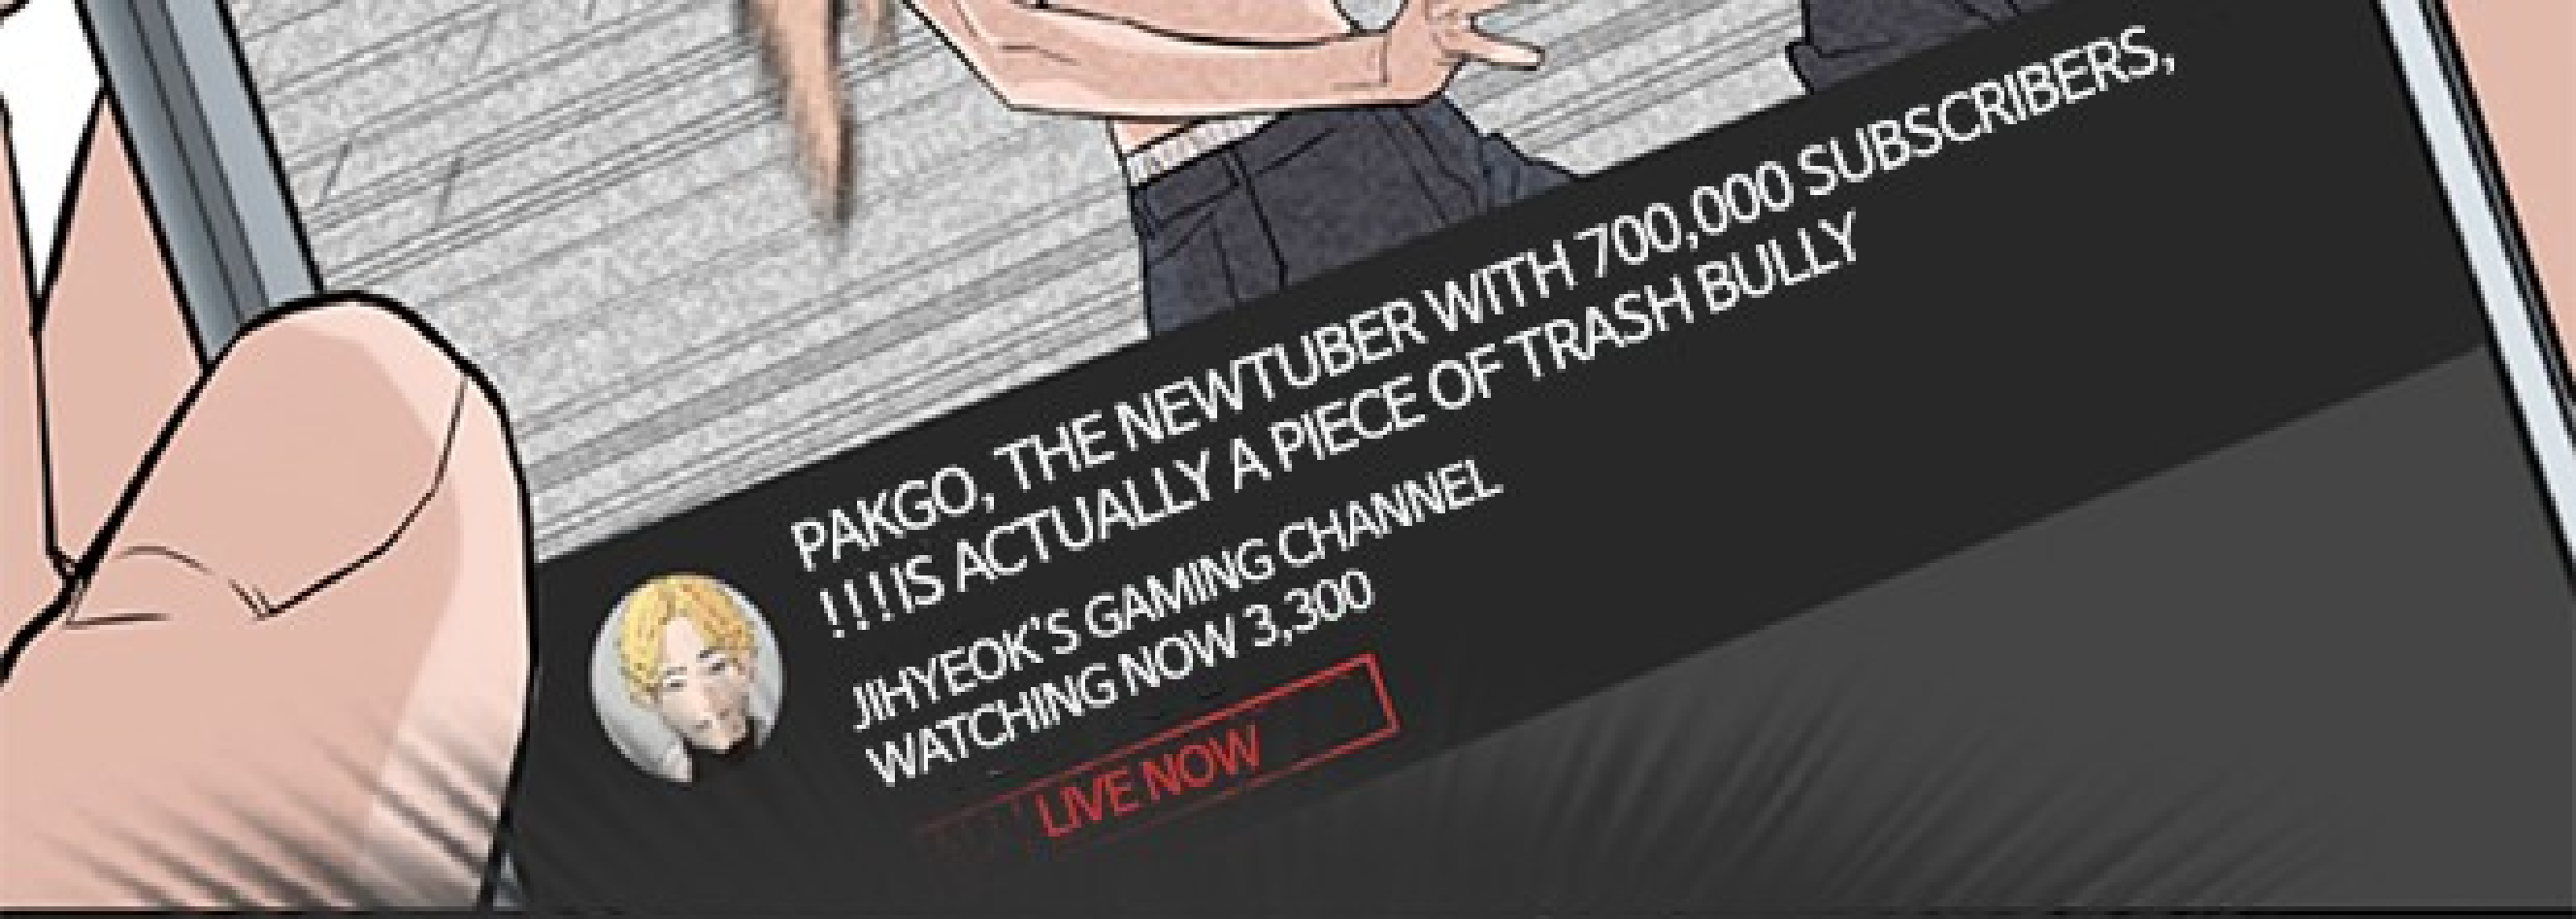 PAKGO, THE NEWTUBER WITH 700,000 SUBSCRIBERS,
!!!IS ACTUALLY A PIECE OF TRASH BULLY
JIHYEOK'S GAMING CHANNEL
WATCHING NOW 3,300
LIVE NOW